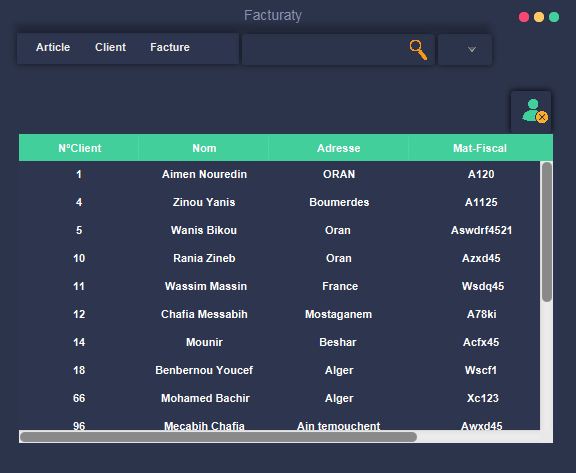 Facturaty
Article Client Facture
N°Client Nom Adresse Mat-Fiscal
1 Aimen Nouredin ORAN A120
4 Zinou Yanis Boumerdes A1125
5 Wanis Bikou Oran Aswdrf4521
10 Rania Zineb Oran Azxd45
11 Wassim Massin France Wsdq45
12 Chafia Messabih Mostaganem A78ki
14 Mounir Beshar Acfx45
18 Benbernou Youcef Alger Wscf1
66 Mohamed Bachir Alger Xc123
96 Mecabih Chafia Ain temouchent Awxd45